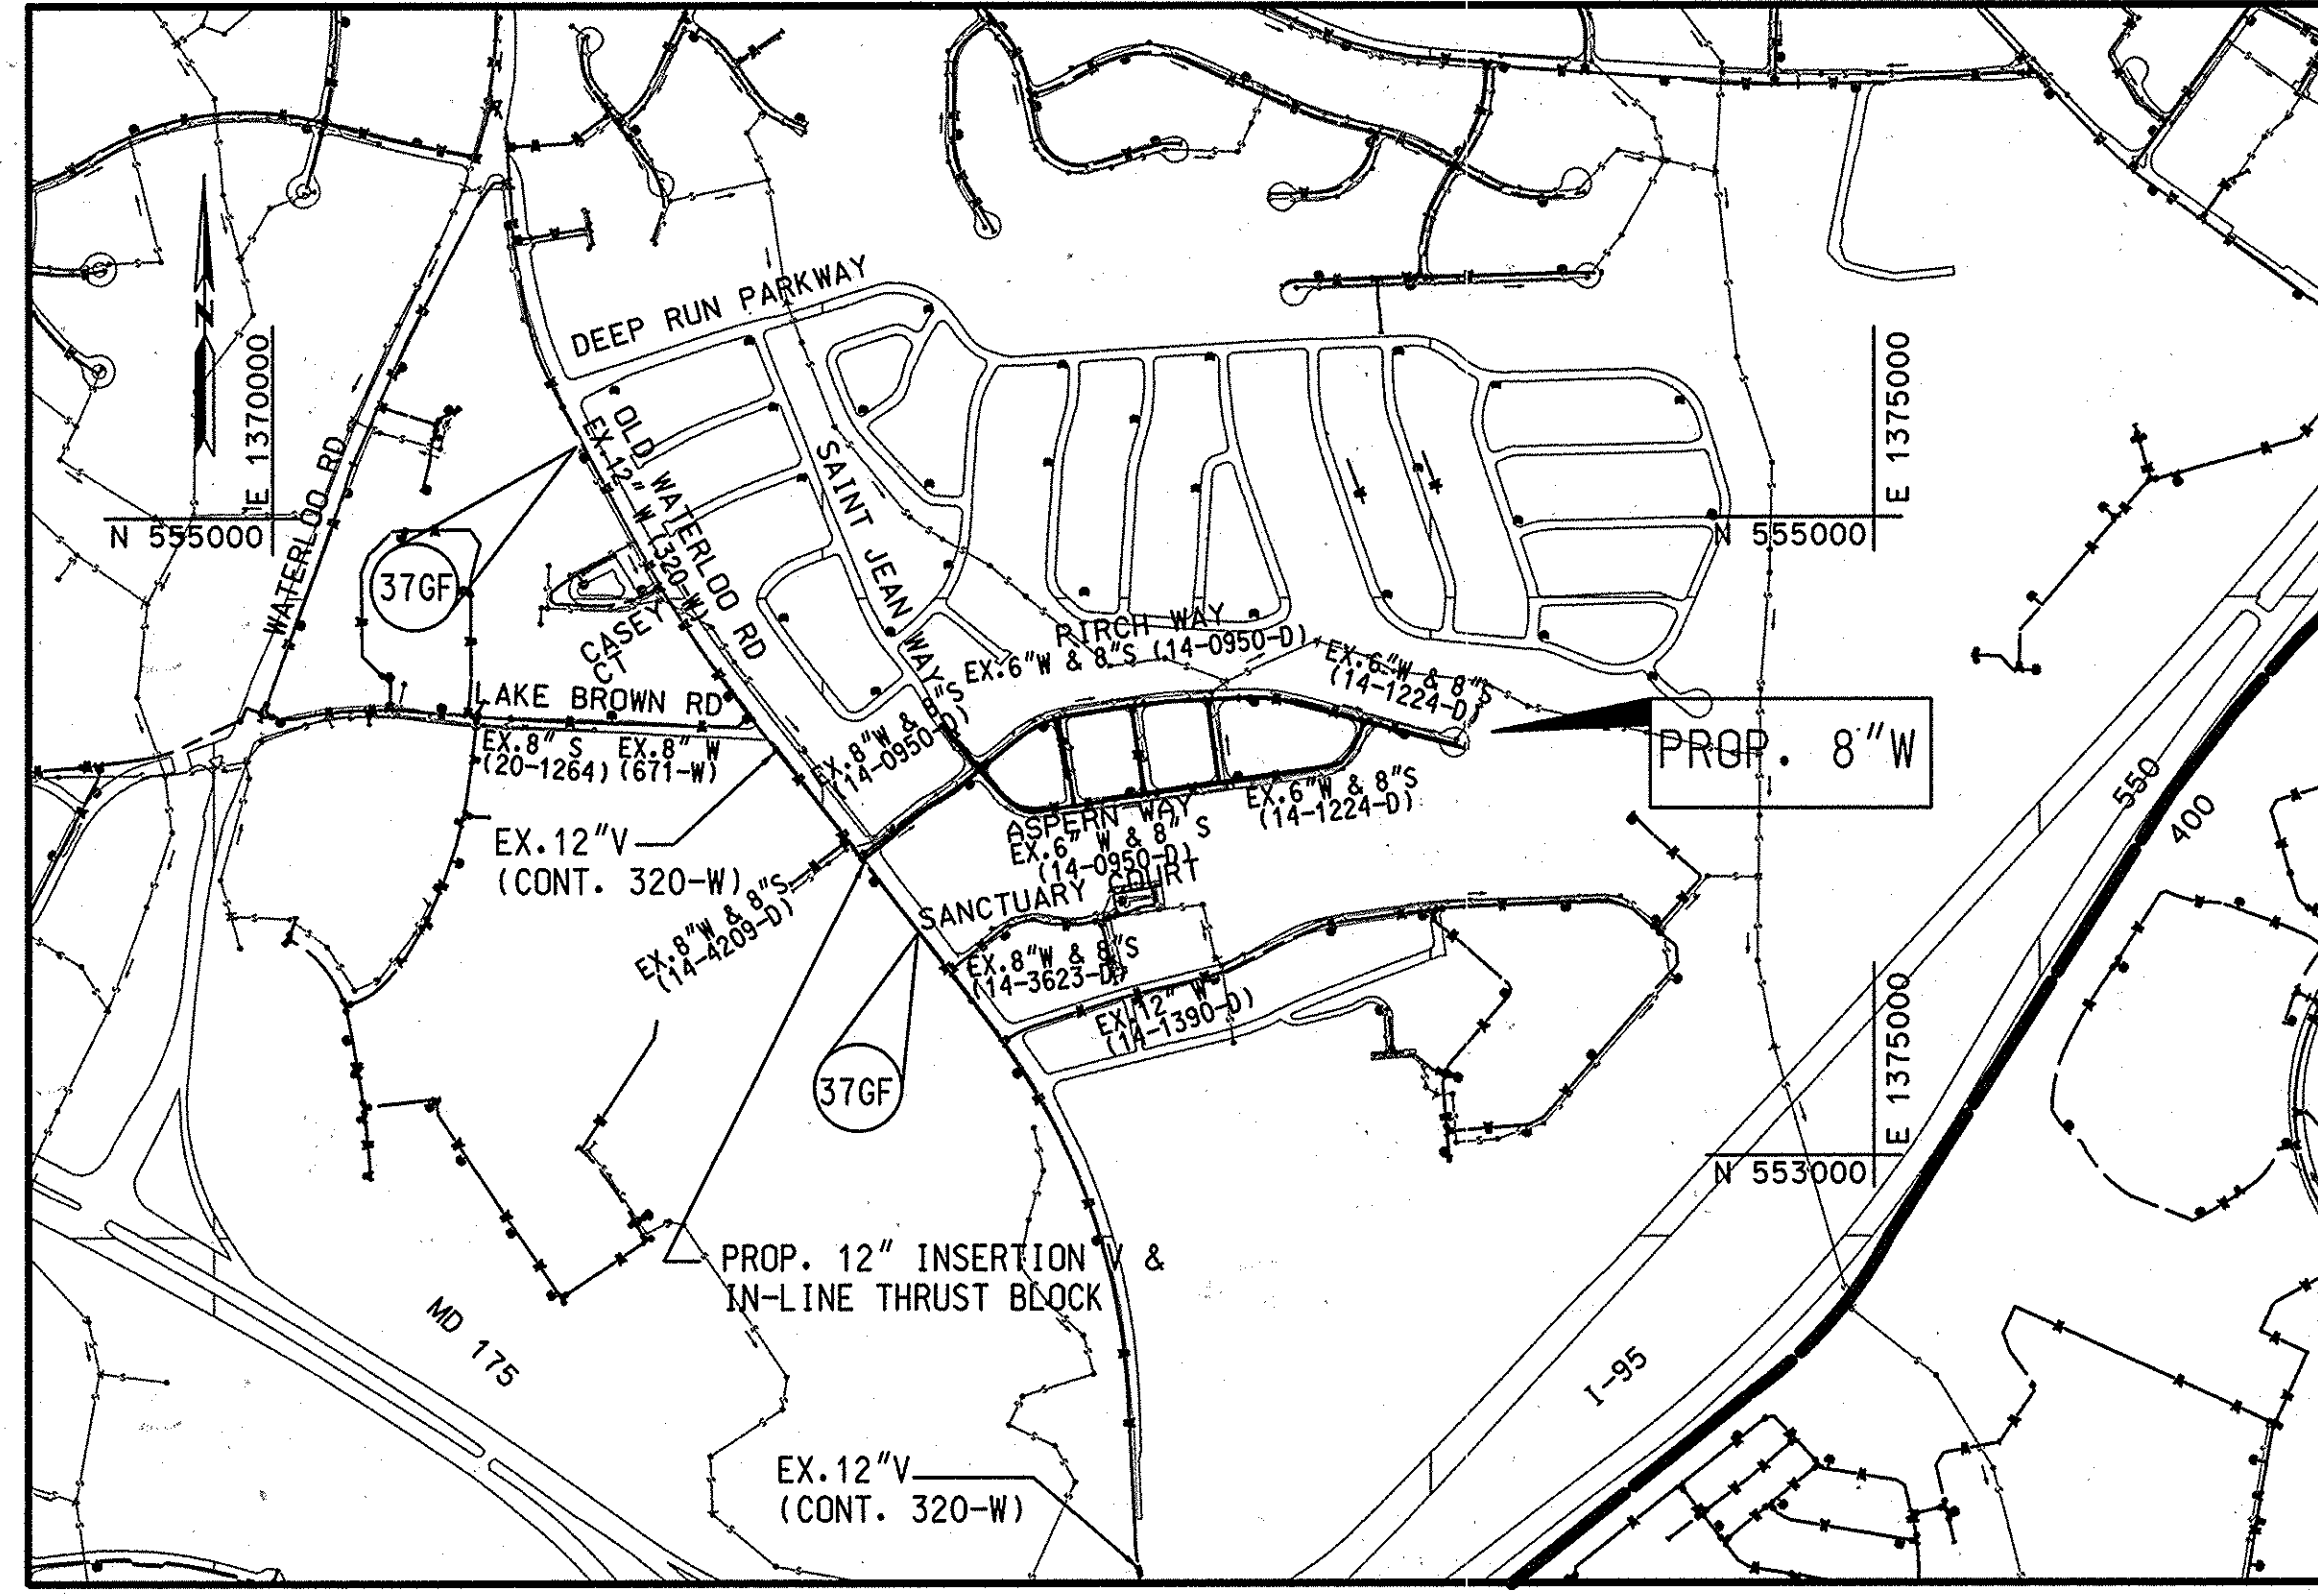 DEEP RUN PARKWAY
N
E 1370000
N 555000
WATERLOO RD
OLD WATERLOO RD
EX.12" W (320-W)
SAINT JEAN WAY
E 1375000
N 555000
37GF
CASEY
CT
PIRCH WAY
EX.6"W & 8"S (14-0950-D)
EX.6"W & 8"S
(14-1224-D)
LAKE BROWN RD
EX.8" S
(20-1264)
EX.8" W
(671-W)
EX.8"W & 8"S
(14-0950-D)
PROP. 8"W
EX.12"V
(CONT. 320-W)
ASPERN WAY
EX.6" W & 8" S
(14-0950-D)
EX.6"W & 8"S
(14-1224-D)
550
400
EX.8"W & 8"S
(14-4209-D)
SANCTUARY COURT
EX.8"W & 8"S
(14-3623-D)
EX.12" W
(14-1390-D)
37GF
E 1375000
N 553000
PROP. 12" INSERTION V &
IN-LINE THRUST BLOCK
MD 175
I-95
EX.12"V
(CONT. 320-W)